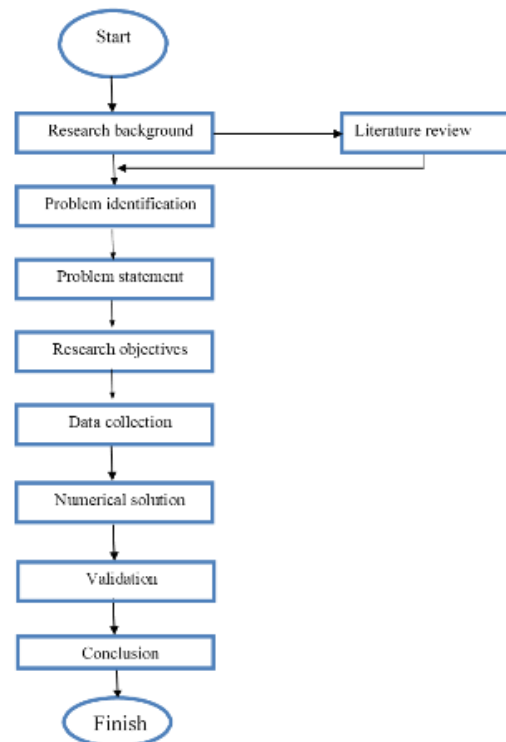 Start
Research background
Literature review
Problem identification
Problem statement
Research objectives
Data collection
Numerical solution
Validation
Conclusion
Finish